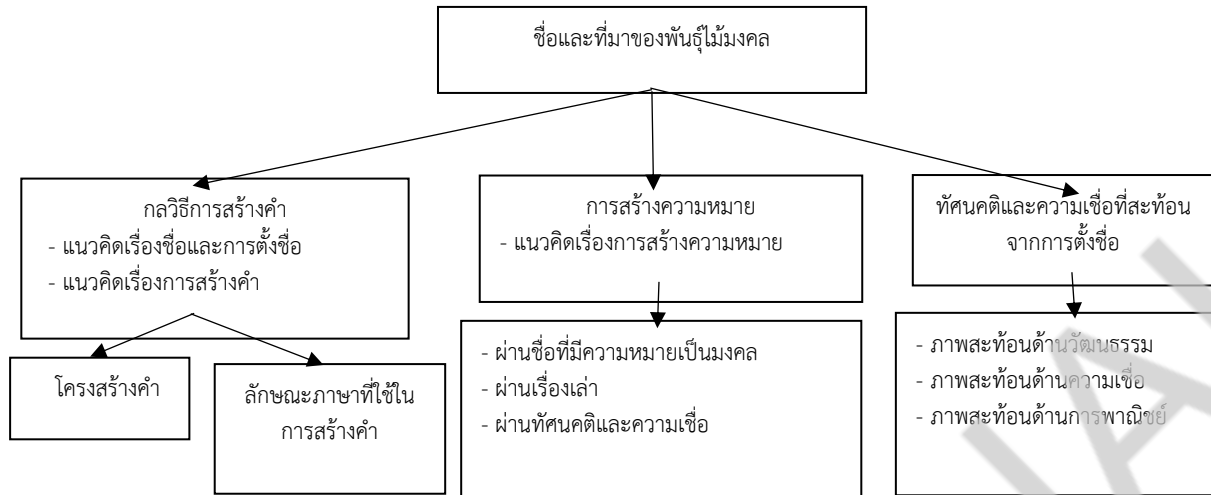 ชื่อและที่มาของพันธุ์ไม้มงคล
กลวิธีการสร้างคำ
- แนวคิดเรื่องชื่อและการตั้งชื่อ
- แนวคิดเรื่องการสร้างคำ
การสร้างความหมาย
- แนวคิดเรื่องการสร้างความหมาย
ทัศนคติและความเชื่อที่สะท้อน
จากการตั้งชื่อ
โครงสร้างคำ
ลักษณะภาษาที่ใช้ใน
การสร้างคำ
- ผ่านชื่อที่มีความหมายเป็นมงคล
- ผ่านเรื่องเล่า
- ผ่านทัศนคติและความเชื่อ
- ภาพสะท้อนด้านวัฒนธรรม
- ภาพสะท้อนด้านความเชื่อ
- ภาพสะท้อนด้านการพาณิชย์